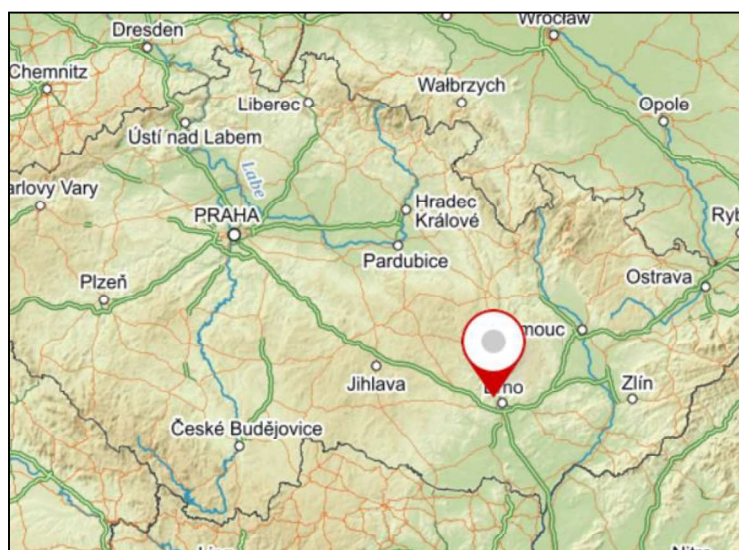 Wrocław
Dresden
Chemnitz
Wałbrzych
Liberec
Opole
Ústí nad Labem
Labe
arlovy Vary
Hradec
Králové
PRAHA
Ryb
Pardubice
Plzeň
Ostrava
mouc
Jihlava
Zlín
České Budějovice